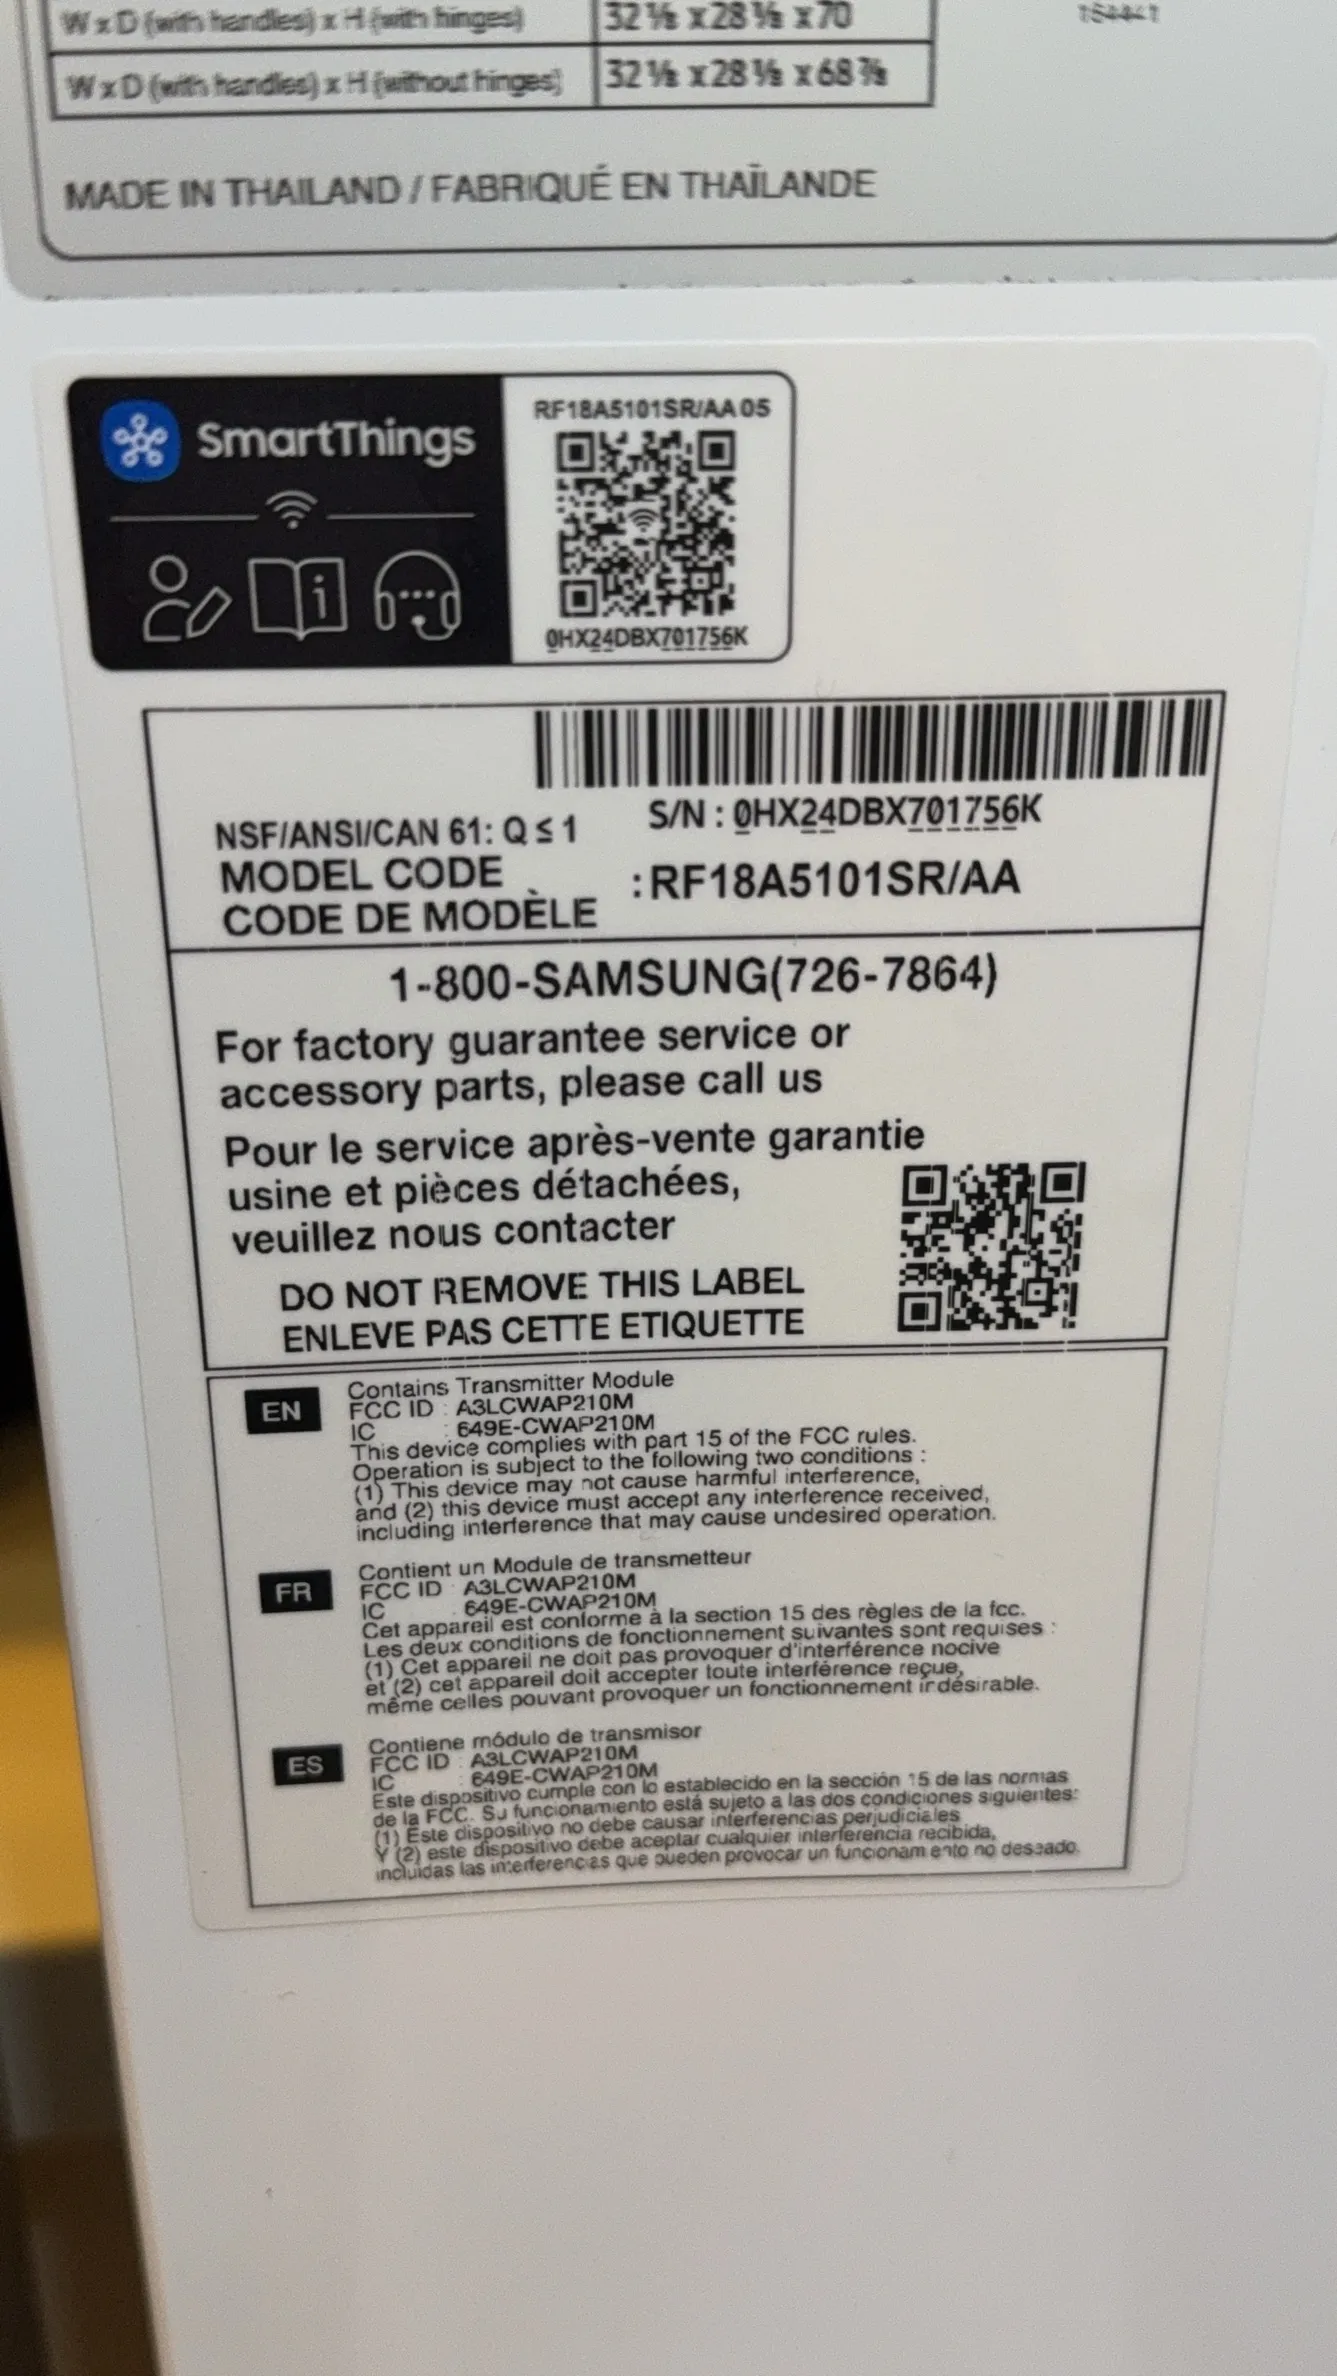 W x D (with handles) x H (with hinges) 32 ⅛ x 28 ⅛ x 70
W x D (with handles) x H (without hinges) 32 ⅛ x 28 ⅛ x 68 ⅞
MADE IN THAILAND / FABRIQUÉ EN THAÏLANDE
SmartThings
RF18A5101SR/AA 05
0HX24DBX701756K
S/N : 0HX24DBX701756K
NSF/ANSI/CAN 61: Q ≤ 1
MODEL CODE
CODE DE MODÈLE
: RF18A5101SR/AA
1-800-SAMSUNG(726-7864)
For factory guarantee service or
accessory parts, please call us
Pour le service après-vente garantie
usine et pièces détachées,
veuillez nous contacter
DO NOT REMOVE THIS LABEL
ENLEVE PAS CETTE ETIQUETTE
EN
Contains Transmitter Module
FCC ID : A3LCWAP210M
IC : 649E-CWAP210M
This device complies with part 15 of the FCC rules.
Operation is subject to the following two conditions :
(1) This device may not cause harmful interference,
and (2) this device must accept any interference received,
including interference that may cause undesired operation.
FR
Contient un Module de transmetteur
FCC ID : A3LCWAP210M
IC : 649E-CWAP210M
Cet appareil est conforme à la section 15 des règles de la fcc.
Les deux conditions de fonctionnement suivantes sont requises :
(1) Cet appareil ne doit pas provoquer d'interférence nocive
et (2) cet appareil doit accepter toute interférence reçue,
même celles pouvant provoquer un fonctionnement indésirable.
ES
Contiene módulo de transmisor
FCC ID : A3LCWAP210M
IC : 649E-CWAP210M
Este dispositivo cumple con lo establecido en la sección 15 de las normas
de la FCC. Su funcionamiento está sujeto a las dos condiciones siguientes:
(1) Este dispositivo no debe causar interferencias perjudiciales
Y (2) este dispositivo debe aceptar cualquier interferencia recibida,
incluidas las interferencias que pueden provocar un funcionamiento no deseado.